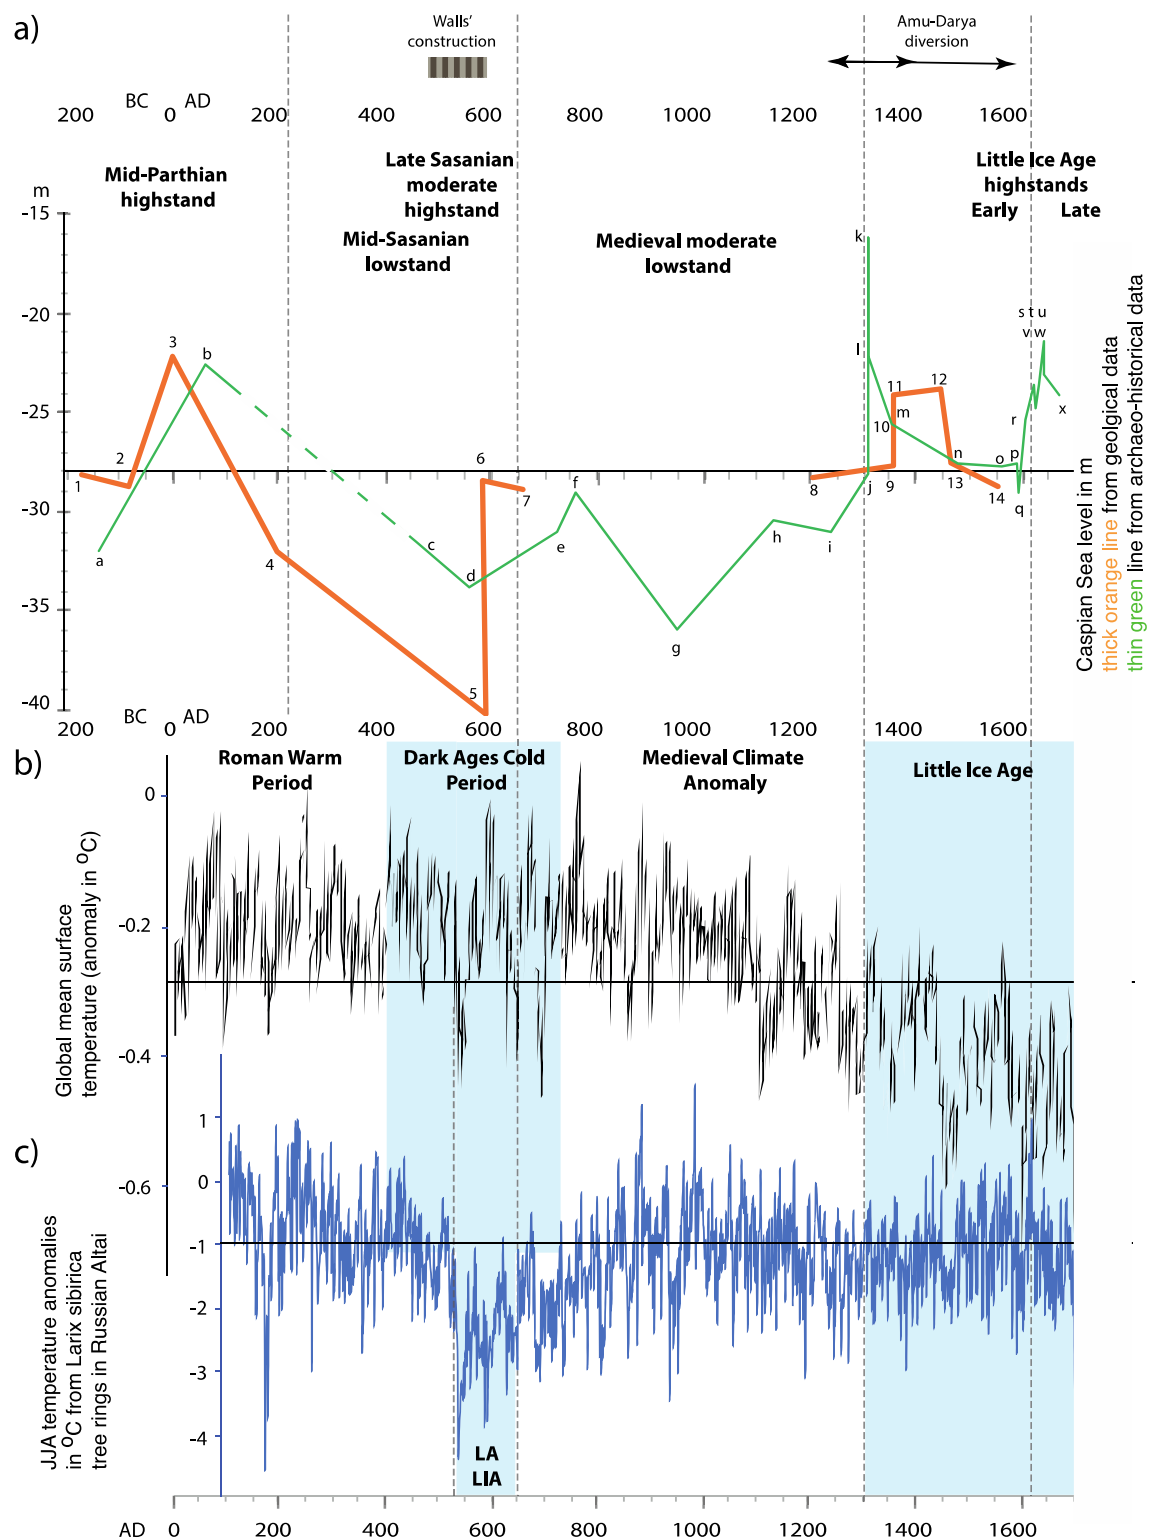 a)
Walls'
construction
Amu-Darya
diversion
BC AD
200 0 200 400 600 800 1000 1200 1400 1600
Mid-Parthian
highstand
Late Sasanian
moderate
highstand
Little Ice Age
highstands
Early Late
Mid-Sasanian
lowstand
Medieval moderate
lowstand
m
-15
-20
-25
-30
-35
-40
1
2
3
4
5
6
7
8
9
10
11
12
13
14
a
b
c
d
e
f
g
h
i
j
k
l
m
n
o
p
q
r
s t u
v w
x
Caspian Sea level in m
thick orange line from geolgical data
thin green line from archaeo-historical data
BC AD
200 0 200 400 600 800 1000 1200 1400 1600
b)
Roman Warm
Period
Dark Ages Cold
Period
Medieval Climate
Anomaly
Little Ice Age
0
-0.2
-0.4
-0.6
Global mean surface
temperature (anomaly in °C)
c)
1
0
-1
-2
-3
-4
JJA temperature anomalies
in °C from Larix sibirica
tree rings in Russian Altai
LA
LIA
AD 0 200 400 600 800 1000 1200 1400 1600